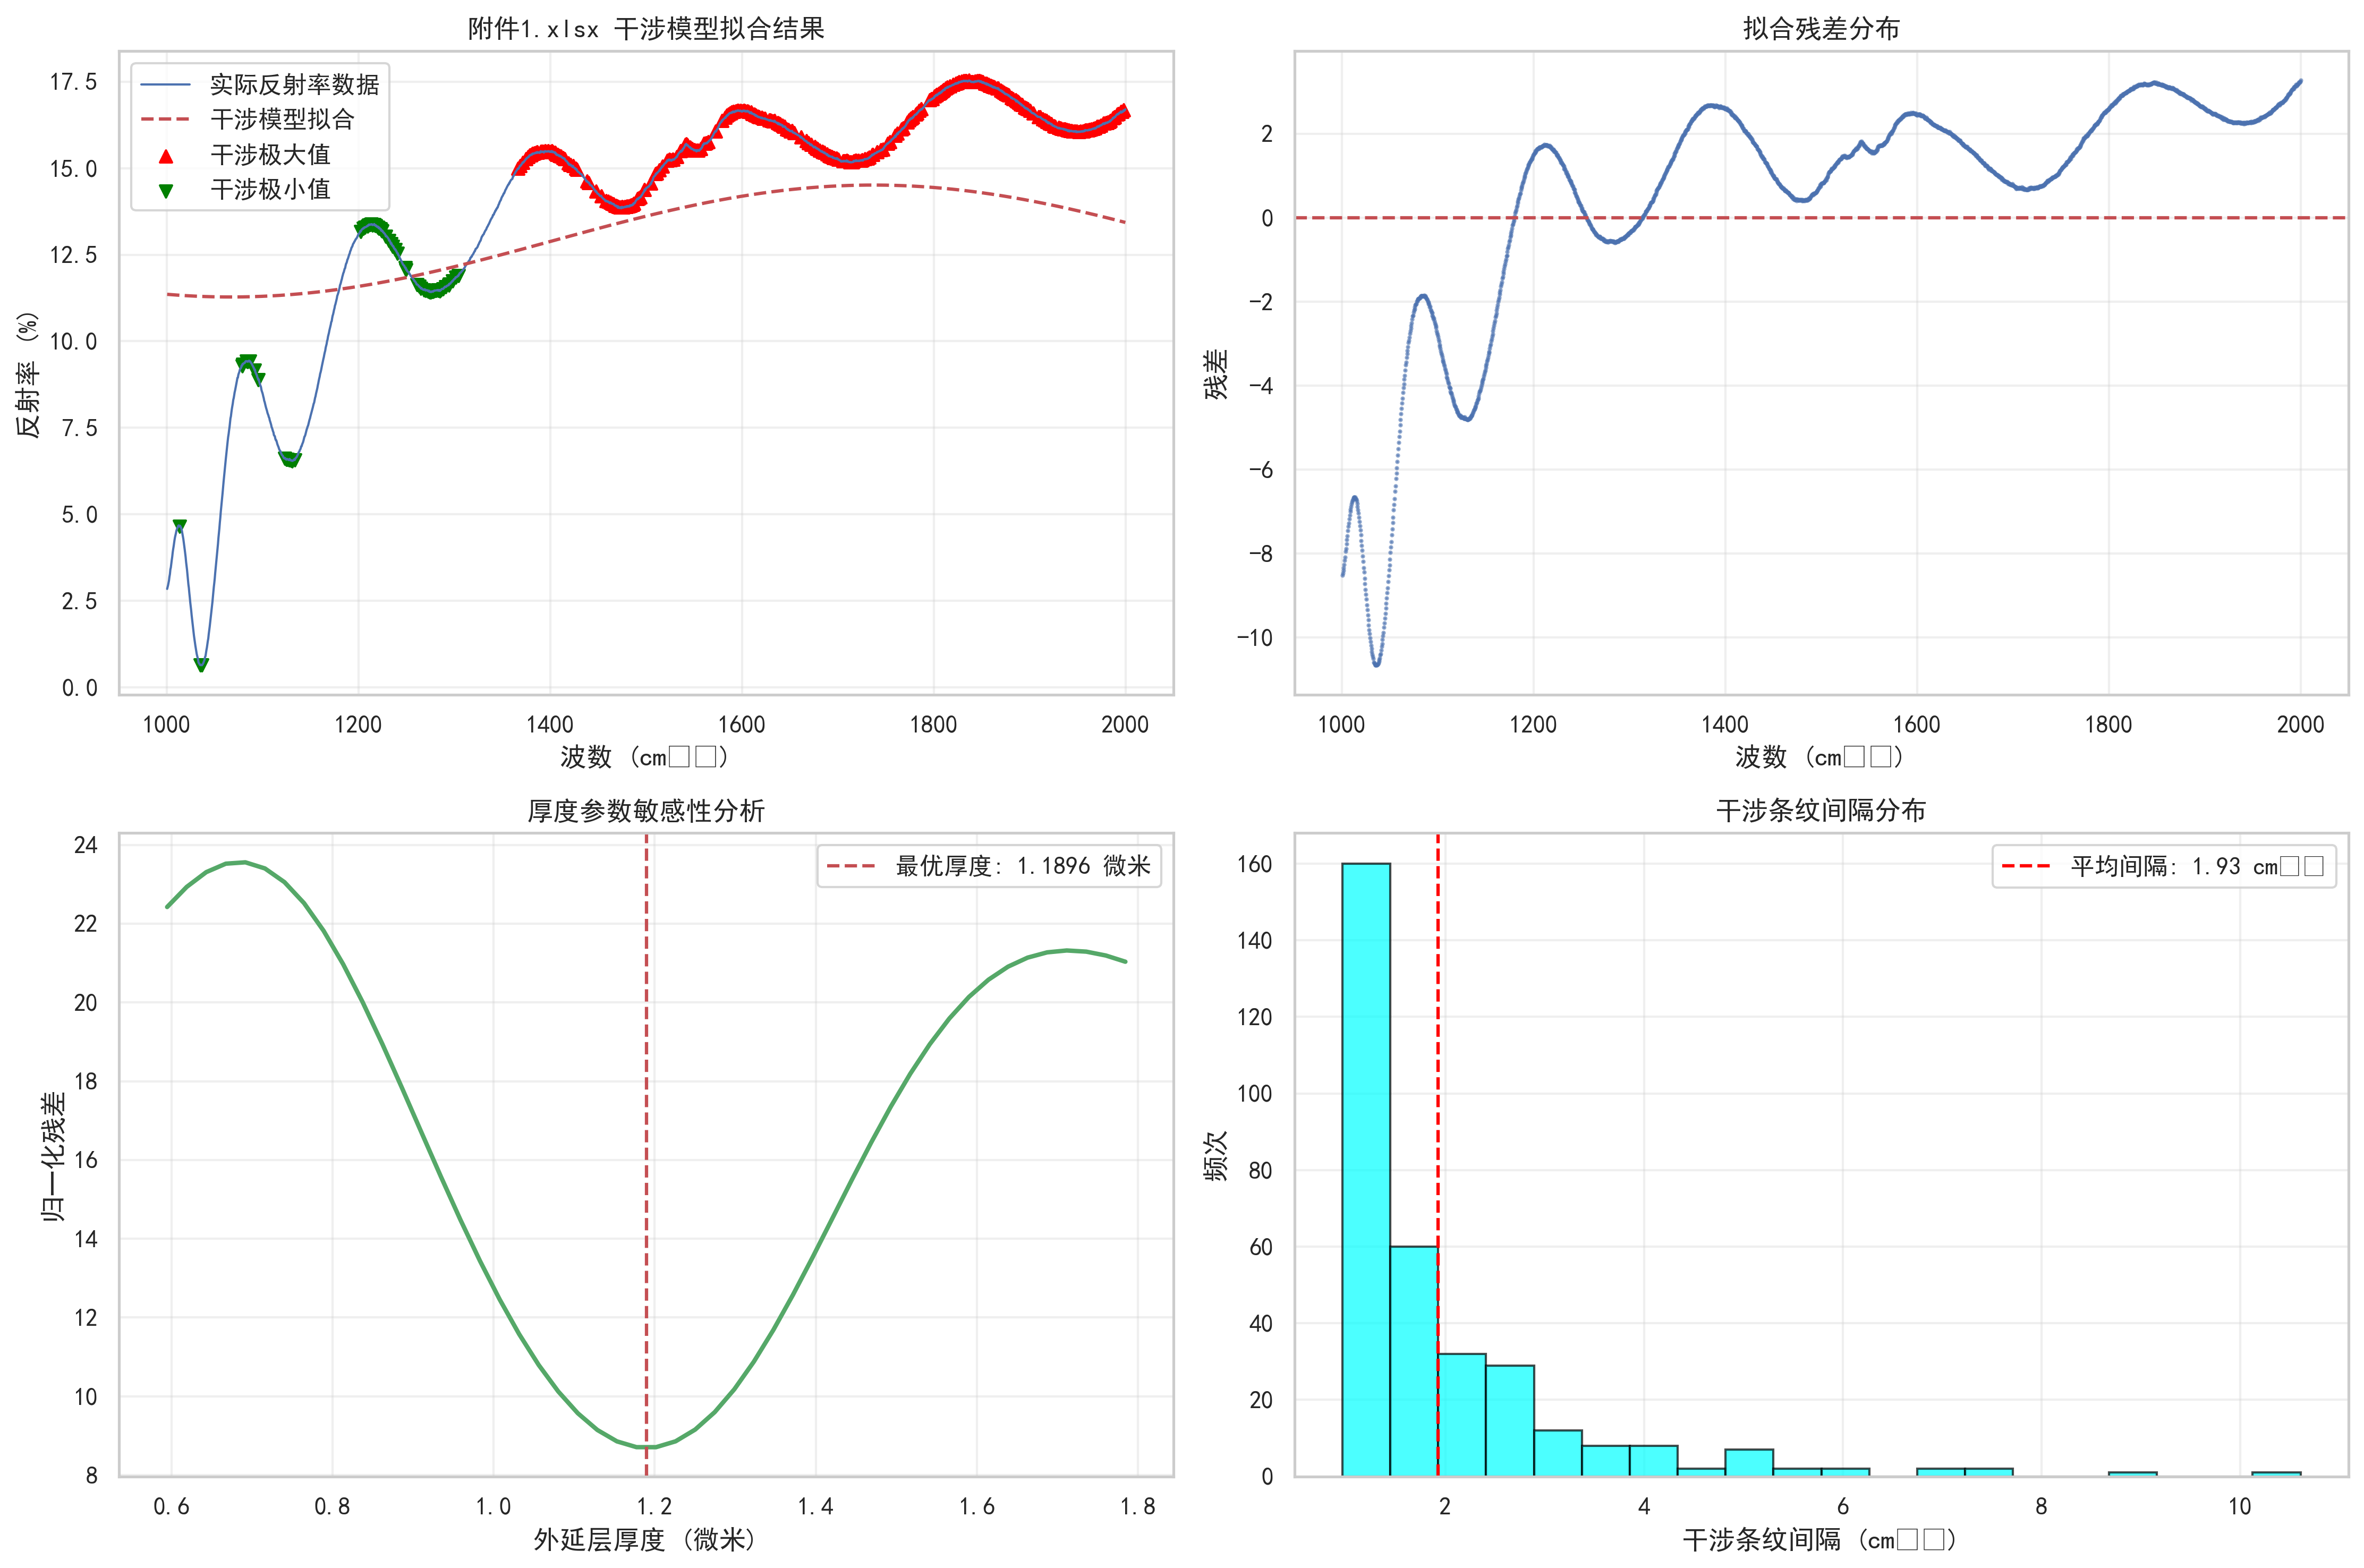 附件1.xlsx 干涉模型拟合结果
实际反射率数据
干涉模型拟合
干涉极大值
干涉极小值
反射率 (%)
17.5
15.0
12.5
10.0
7.5
5.0
2.5
0.0
1000 1200 1400 1600 1800 2000
波数 (cm□□)
拟合残差分布
残差
2
0
−2
−4
−6
−8
−10
1000 1200 1400 1600 1800 2000
波数 (cm□□)
厚度参数敏感性分析
最优厚度: 1.1896 微米
归一化残差
24
22
20
18
16
14
12
10
8
0.6 0.8 1.0 1.2 1.4 1.6 1.8
外延层厚度 (微米)
干涉条纹间隔分布
平均间隔: 1.93 cm□□
频次
160
140
120
100
80
60
40
20
0
2 4 6 8 10
干涉条纹间隔 (cm□□)